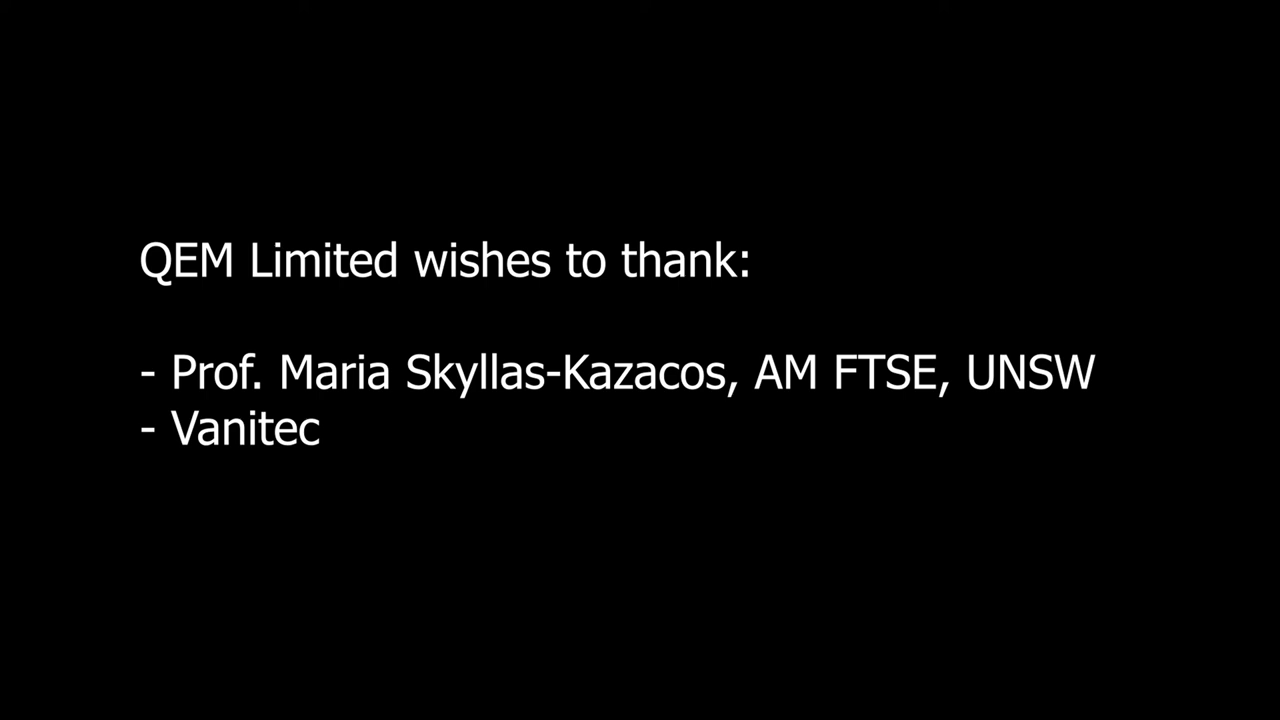 QEM Limited wishes to thank:
- Prof. Maria Skyllas-Kazacos, AM FTSE, UNSW
- Vanitec